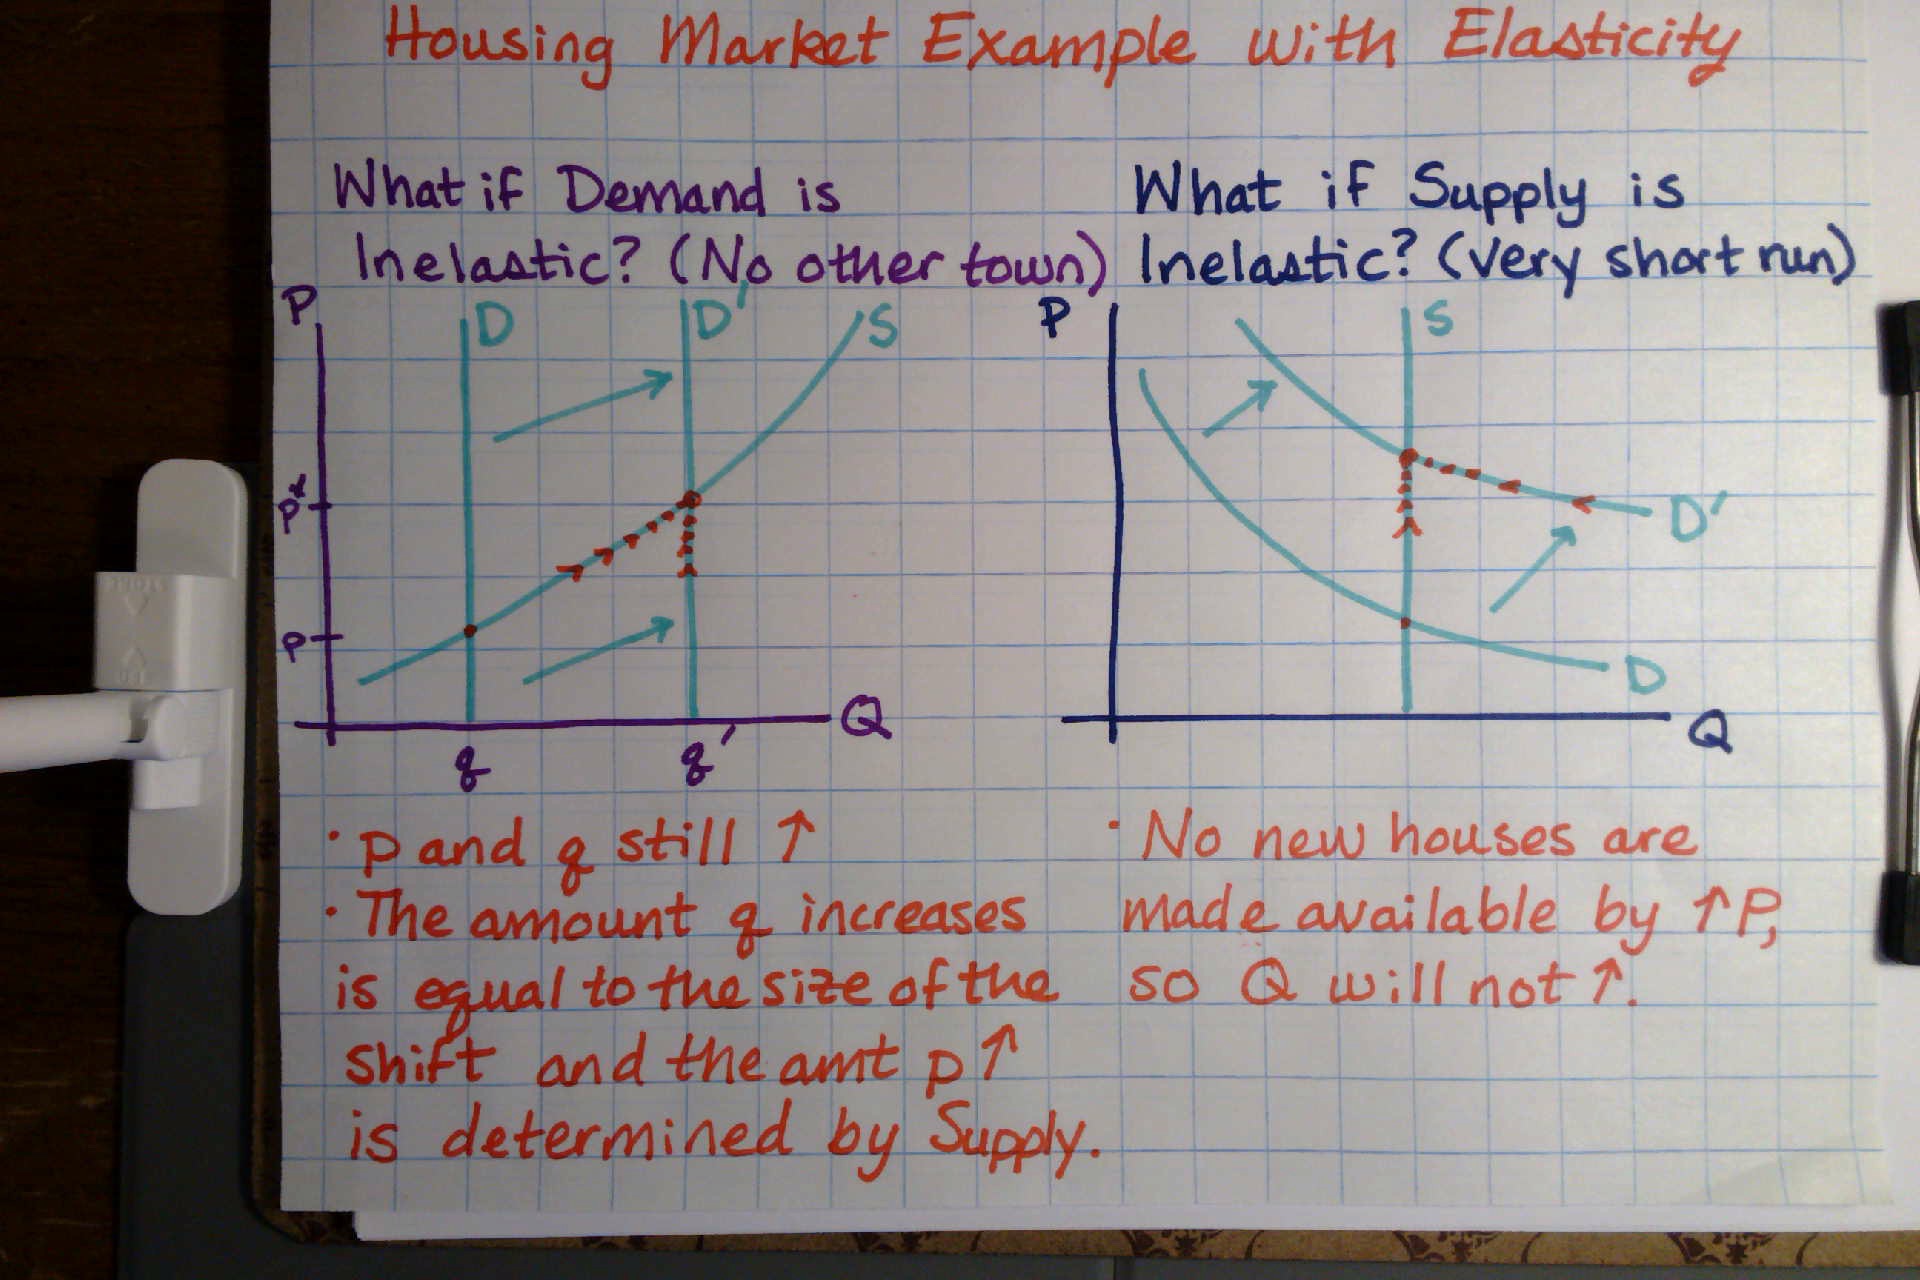 Housing Market Example with Elasticity
What if Demand is
Inelastic? (No other town)
P
D
D'
S
p*
p
Q
q
q'
· p and q still ↑
· The amount q increases
is equal to the size of the
shift and the amt p ↑
is determined by Supply.
What if Supply is
Inelastic? (very short run)
P
S
D'
D
Q
· No new houses are
made available by ↑P,
so Q will not ↑.